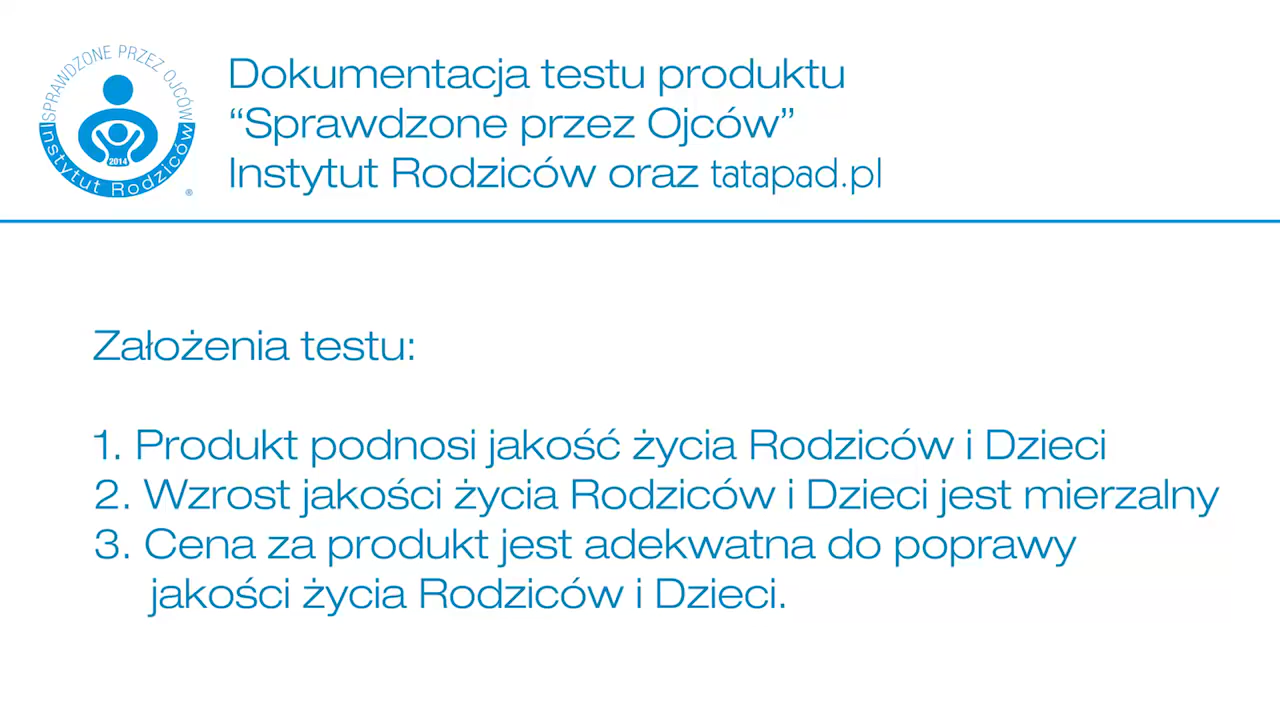 SPRAWDZONE PRZEZ OJCÓW
2014
Instytut Rodziców
®
Dokumentacja testu produktu
“Sprawdzone przez Ojców”
Instytut Rodziców oraz tatapad.pl
Założenia testu:
1. Produkt podnosi jakość życia Rodziców i Dzieci
2. Wzrost jakości życia Rodziców i Dzieci jest mierzalny
3. Cena za produkt jest adekwatna do poprawy
jakości życia Rodziców i Dzieci.